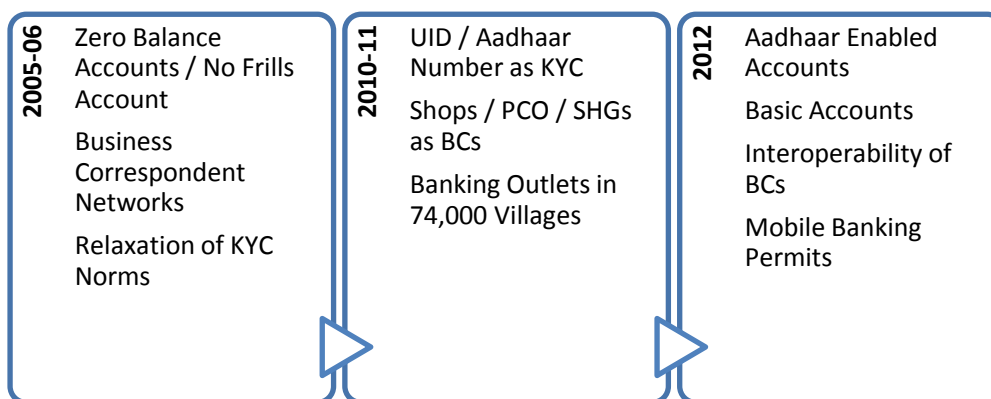 2005-06
Zero Balance
Accounts / No Frills
Account
Business
Correspondent
Networks
Relaxation of KYC
Norms
2010-11
UID / Aadhaar
Number as KYC
Shops / PCO / SHGs
as BCs
Banking Outlets in
74,000 Villages
2012
Aadhaar Enabled
Accounts
Basic Accounts
Interoperability of
BCs
Mobile Banking
Permits